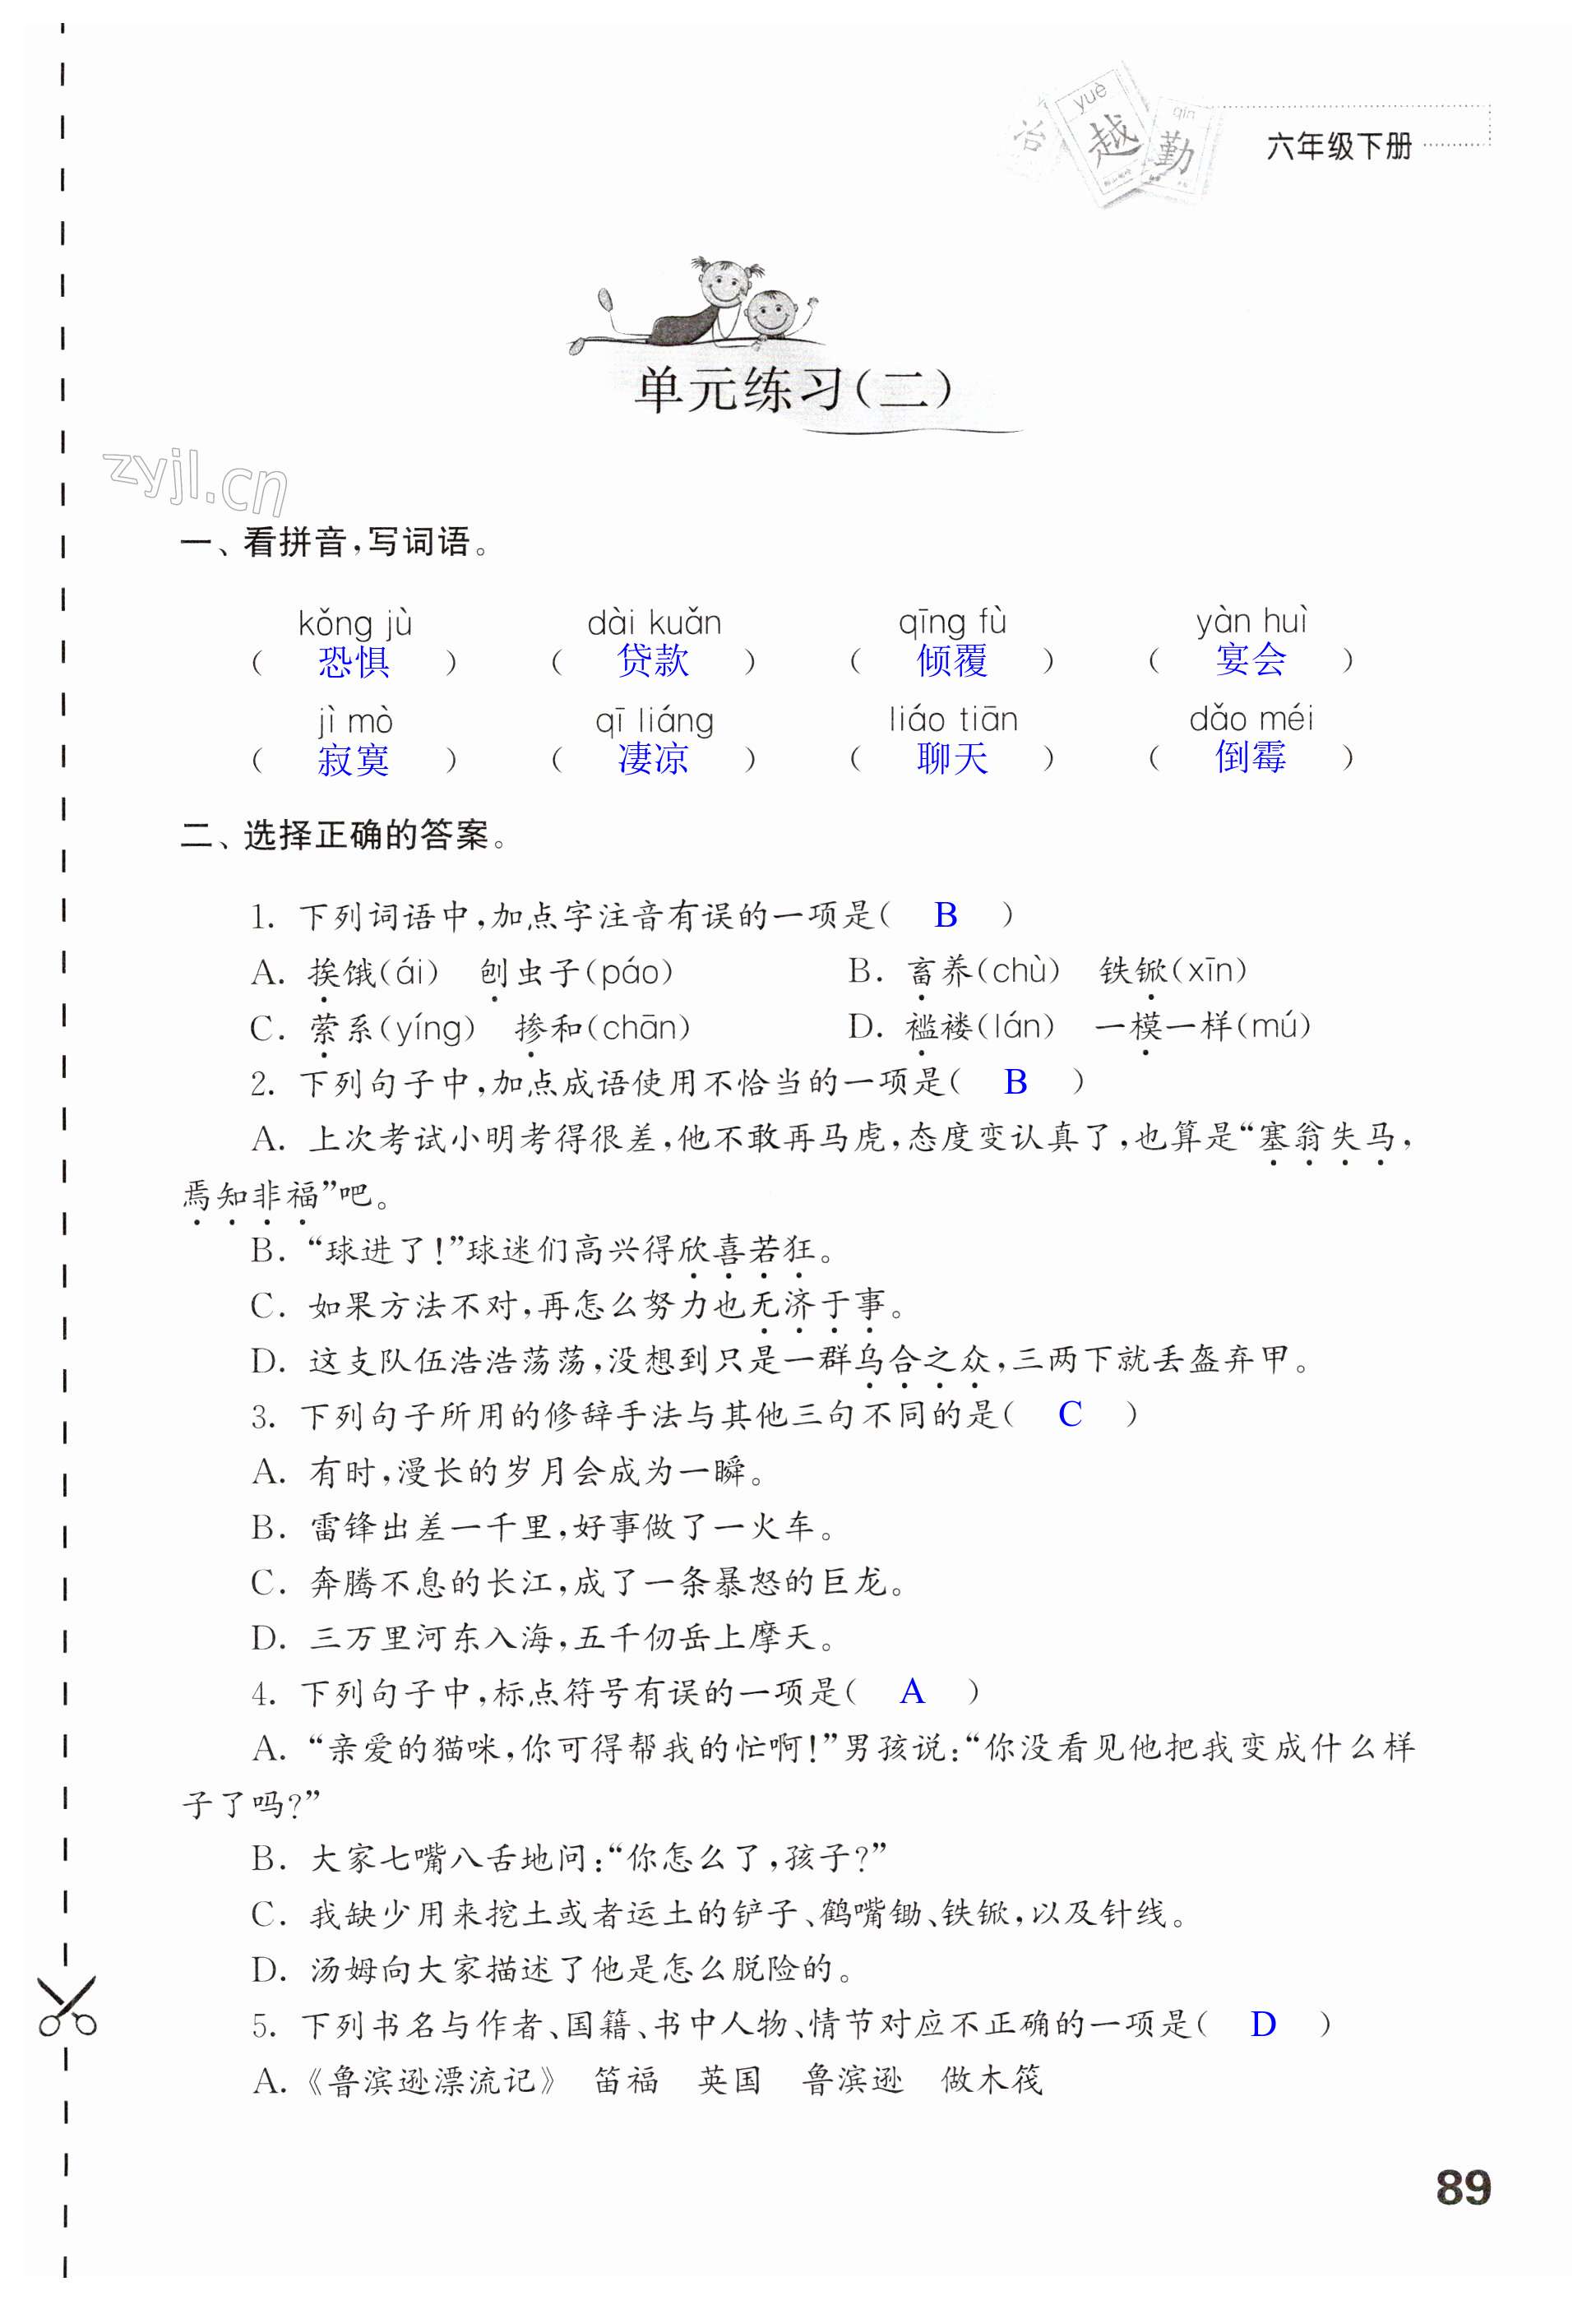 yuè qín
治 越 勤
六年级下册
单元练习(二)
zyjl.cn
一、看拼音,写词语。
kǒng jù dài kuǎn qīng fù yàn huì
( 恐惧 ) ( 贷款 ) ( 倾覆 ) ( 宴会 )
jì mò qī liáng liáo tiān dǎo méi
( 寂寞 ) ( 凄凉 ) ( 聊天 ) ( 倒霉 )
二、选择正确的答案。
1. 下列词语中,加点字注音有误的一项是( B )
A. 挨饿(ái) 刨虫子(páo) B. 畜养(chù) 铁锨(xīn)
C. 萦系(yíng) 掺和(chān) D. 褴褛(lán) 一模一样(mú)
2. 下列句子中,加点成语使用不恰当的一项是( B )
A. 上次考试小明考得很差,他不敢再马虎,态度变认真了,也算是“塞翁失马,
焉知非福”吧。
B. “球进了!”球迷们高兴得欣喜若狂。
C. 如果方法不对,再怎么努力也无济于事。
D. 这支队伍浩浩荡荡,没想到只是一群乌合之众,三两下就丢盔弃甲。
3. 下列句子所用的修辞手法与其他三句不同的是( C )
A. 有时,漫长的岁月会成为一瞬。
B. 雷锋出差一千里,好事做了一火车。
C. 奔腾不息的长江,成了一条暴怒的巨龙。
D. 三万里河东入海,五千仞岳上摩天。
4. 下列句子中,标点符号有误的一项是( A )
A. “亲爱的猫咪,你可得帮我的忙啊!”男孩说:“你没看见他把我变成什么样
子了吗?”
B. 大家七嘴八舌地问:“你怎么了,孩子?”
C. 我缺少用来挖土或者运土的铲子、鹤嘴锄、铁锨,以及针线。
D. 汤姆向大家描述了他是怎么脱险的。
5. 下列书名与作者、国籍、书中人物、情节对应不正确的一项是( D )
A.《鲁滨逊漂流记》 笛福 英国 鲁滨逊 做木筏
89